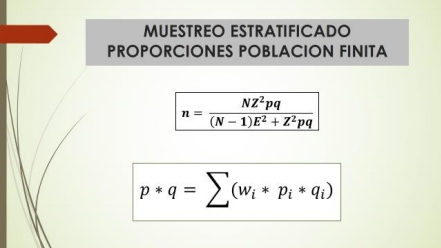 MUESTREO ESTRATIFICADO
PROPORCIONES POBLACION FINITA
n = NZ²pq / (N − 1)E² + Z²pq
p * q = ∑(wᵢ * pᵢ * qᵢ)